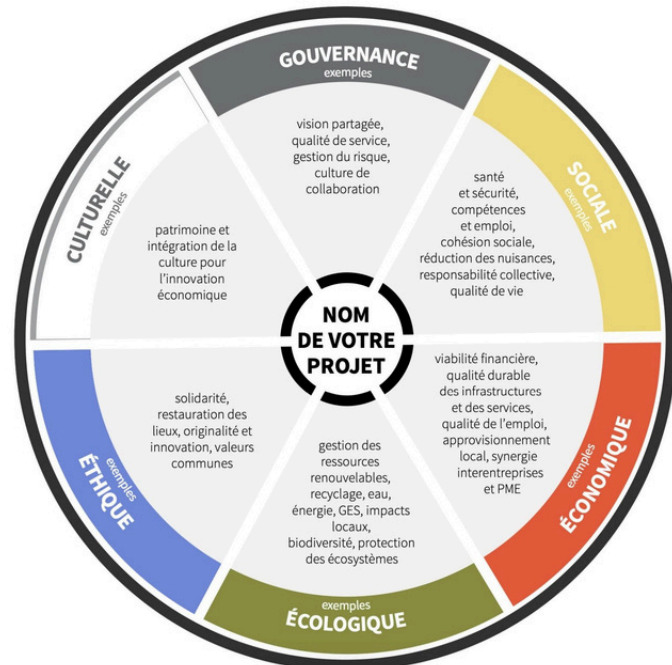 GOUVERNANCE
exemples
vision partagée,
qualité de service,
gestion du risque,
culture de
collaboration
SOCIALE
exemples
santé
et sécurité,
compétences
et emploi,
cohésion sociale,
réduction des nuisances,
responsabilité collective,
qualité de vie
ÉCONOMIQUE
exemples
viabilité financière,
qualité durable
des infrastructures
et des services,
qualité de l’emploi,
approvisionnement
local, synergie
interentreprises
et PME
gestion des
ressources
renouvelables,
recyclage, eau,
énergie, GES, impacts
locaux,
biodiversité, protection
des écosystèmes
exemples
ÉCOLOGIQUE
solidarité,
restauration des
lieux, originalité et
innovation, valeurs
communes
exemples
ÉTHIQUE
CULTURELLE
exemples
patrimoine et
intégration de la
culture pour
l’innovation
économique
NOM
DE VOTRE
PROJET